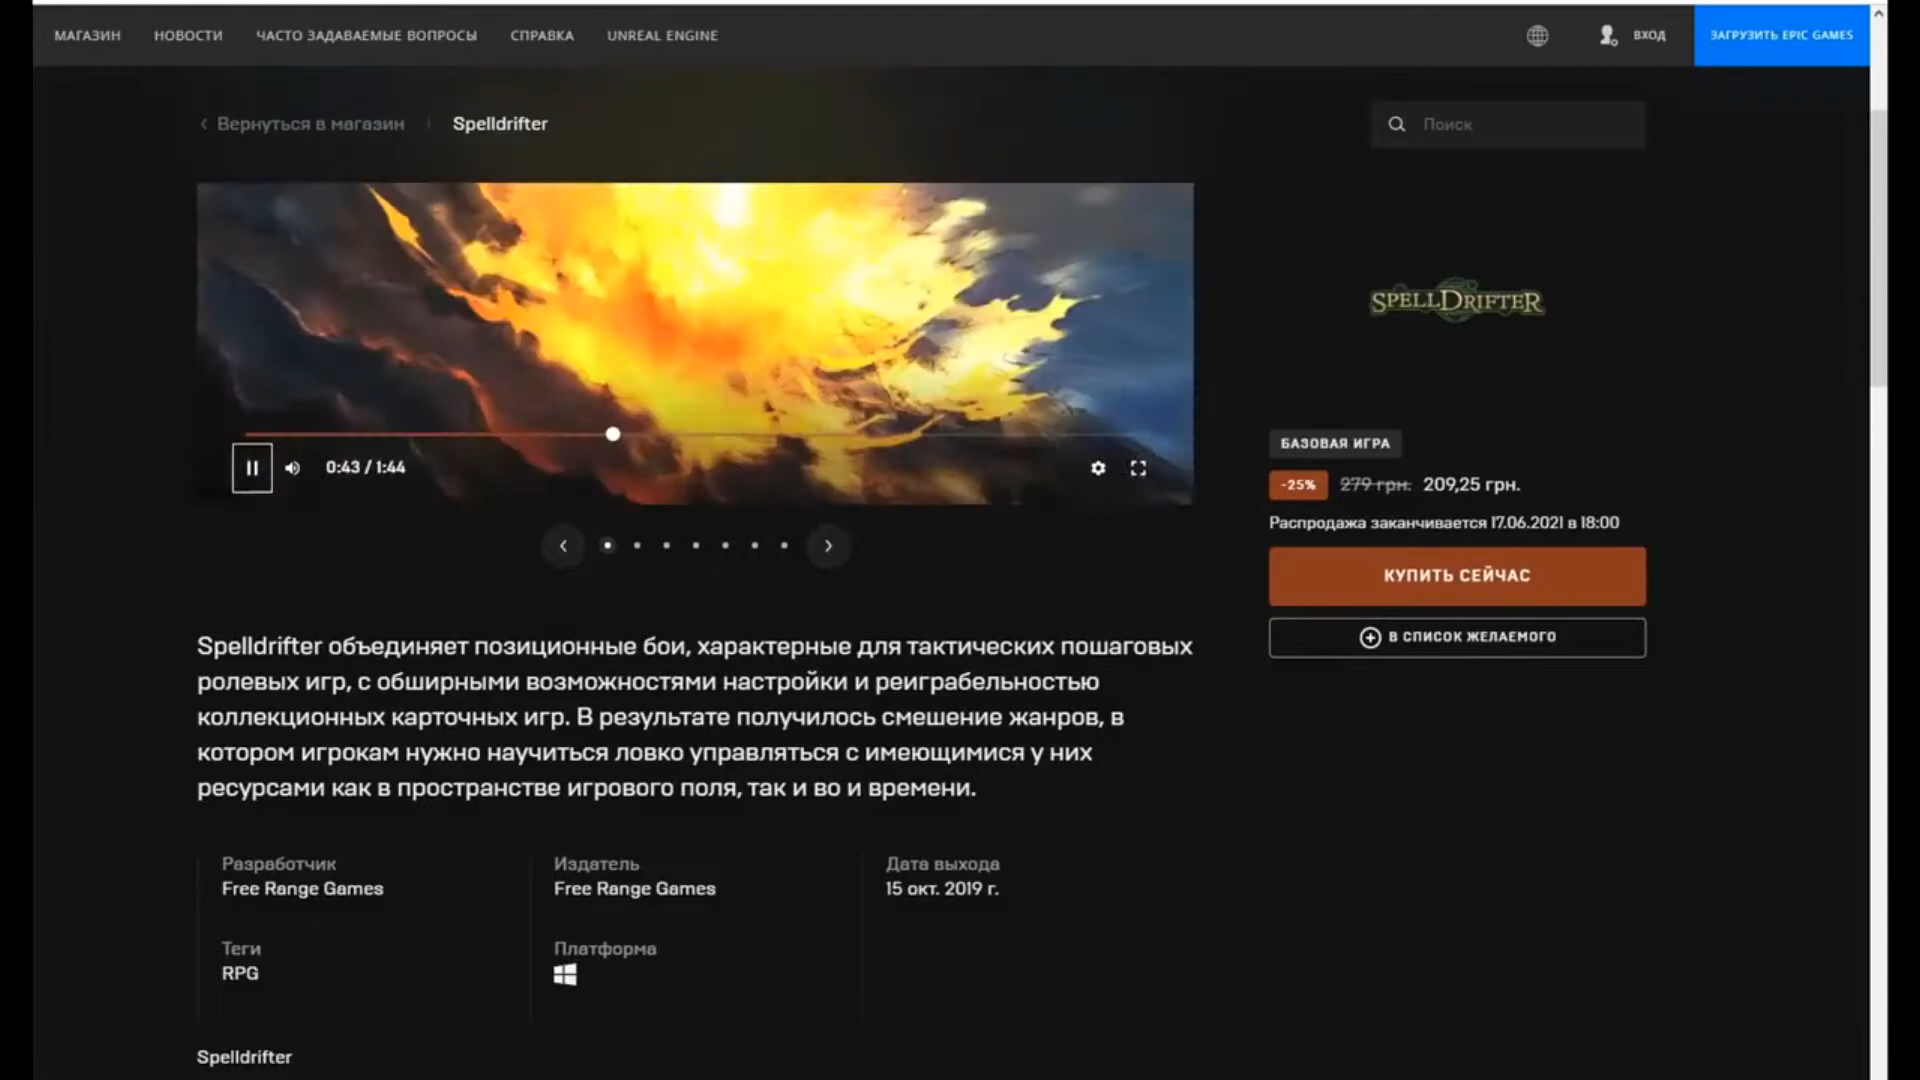 МАГАЗИН НОВОСТИ ЧАСТО ЗАДАВАЕМЫЕ ВОПРОСЫ СПРАВКА UNREAL ENGINE ВХОД ЗАГРУЗИТЬ EPIC GAMES
Вернуться в магазин Spelldrifter Поиск
SPELLDRIFTER
БАЗОВАЯ ИГРА
0:43 / 1:44
-25% 279 грн. 209,25 грн.
Распродажа заканчивается 17.06.2021 в 18:00
КУПИТЬ СЕЙЧАС
В СПИСОК ЖЕЛАЕМОГО
Spelldrifter объединяет позиционные бои, характерные для тактических пошаговых
ролевых игр, с обширными возможностями настройки и реиграбельностью
коллекционных карточных игр. В результате получилось смешение жанров, в
котором игрокам нужно научиться ловко управляться с имеющимися у них
ресурсами как в пространстве игрового поля, так и во и времени.
Разработчик Издатель Дата выхода
Free Range Games Free Range Games 15 окт. 2019 г.
Теги Платформа
RPG
Spelldrifter